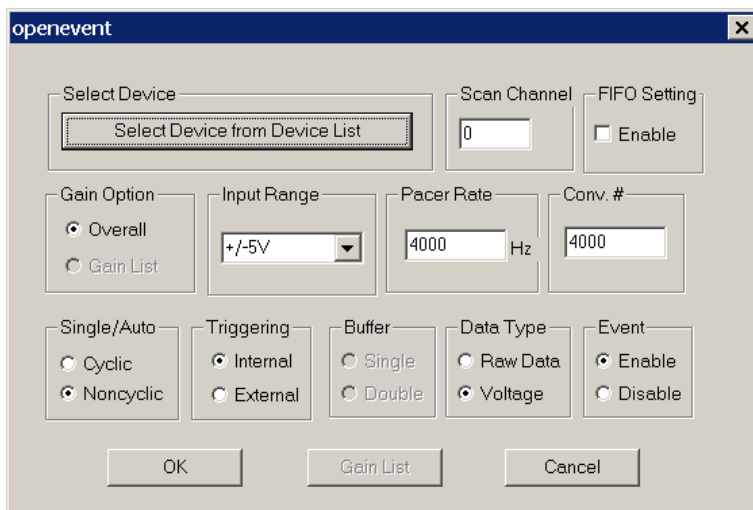 openevent
Select Device
Select Device from Device List
Scan Channel
0
FIFO Setting
Enable
Gain Option
Overall
Gain List
Input Range
+/-5V
Pacer Rate
4000 Hz
Conv. #
4000
Single/Auto
Cyclic
Noncyclic
Triggering
Internal
External
Buffer
Single
Double
Data Type
Raw Data
Voltage
Event
Enable
Disable
OK
Gain List
Cancel